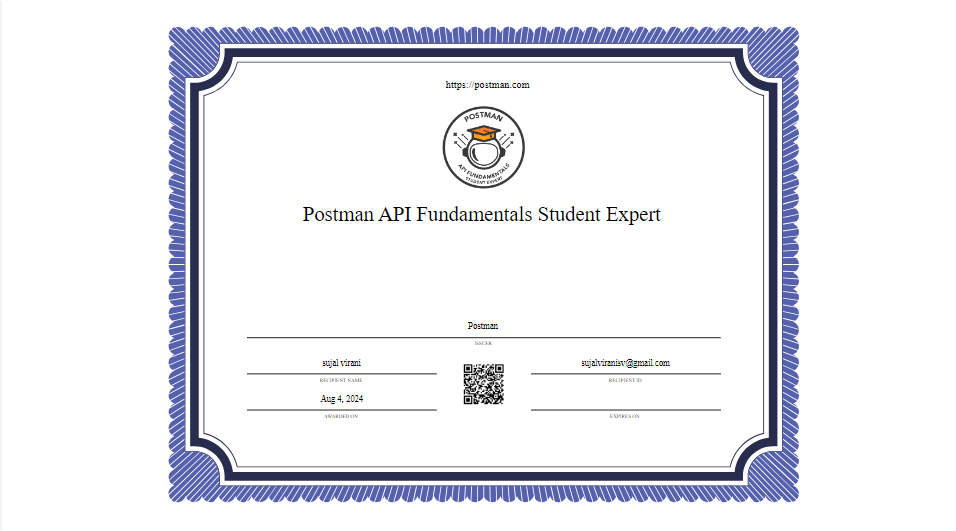 https://postman.com
POSTMAN
API FUNDAMENTALS
STUDENT EXPERT
Postman API Fundamentals Student Expert
Postman
ISSUER
sujal virani
RECIPIENT NAME
sujalviranisv@gmail.com
RECIPIENT ID
Aug 4, 2024
AWARDED ON
EXPIRES ON